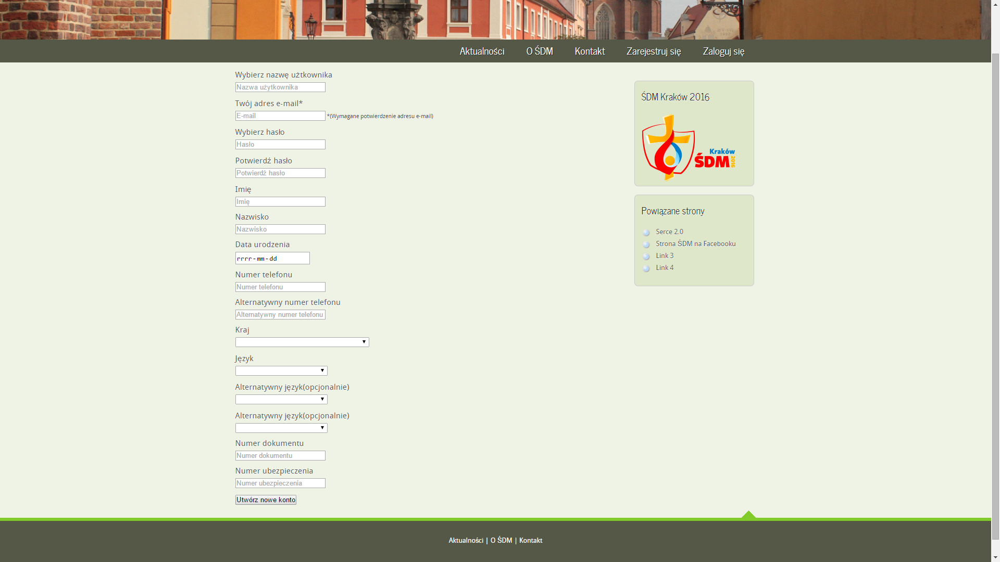 Aktualności O ŚDM Kontakt Zarejestruj się Zaloguj się
Wybierz nazwę użtkownika
Nazwa użytkownika
Twój adres e-mail*
E-mail *(Wymagane potwierdzenie adresu e-mail)
Wybierz hasło
Hasło
Potwierdź hasło
Potwierdź hasło
Imię
Imię
Nazwisko
Nazwisko
Data urodzenia
rrrr-mm-dd
Numer telefonu
Numer telefonu
Alternatywny numer telefonu
Alternatywny numer telefonu
Kraj
Język
Alternatywny język(opcjonalnie)
Alternatywny język(opcjonalnie)
Numer dokumentu
Numer dokumentu
Numer ubezpieczenia
Numer ubezpieczenia
Utwórz nowe konto
ŚDM Kraków 2016
Kraków
ŚDM 2016
Powiązane strony
Serce 2.0
Strona ŚDM na Facebooku
Link 3
Link 4
Aktualności | O ŚDM | Kontakt